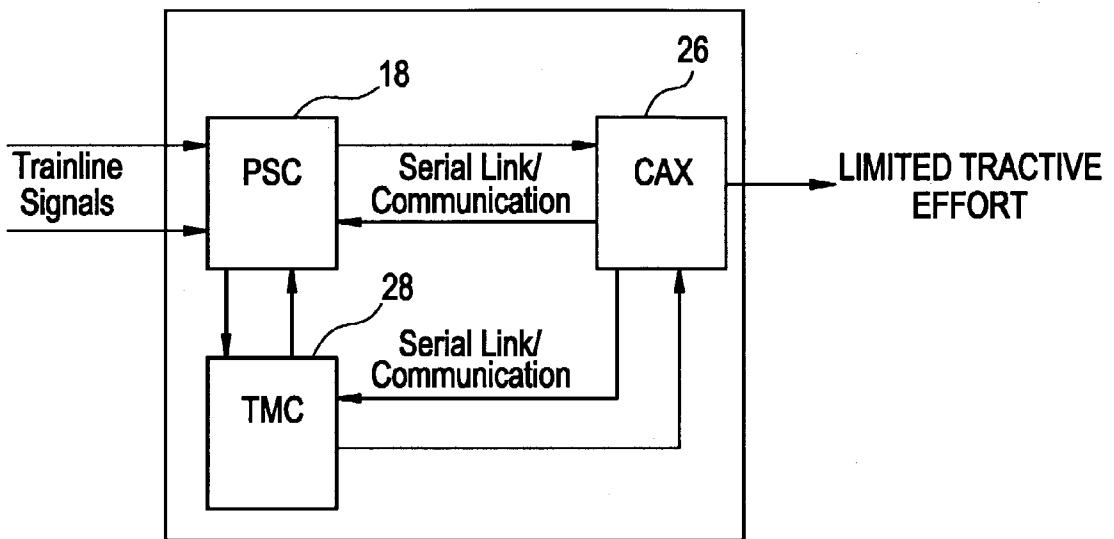 18
26
Trainline
Signals
PSC
Serial Link/
Communication
CAX
LIMITED TRACTIVE
EFFORT
28
Serial Link/
Communication
TMC